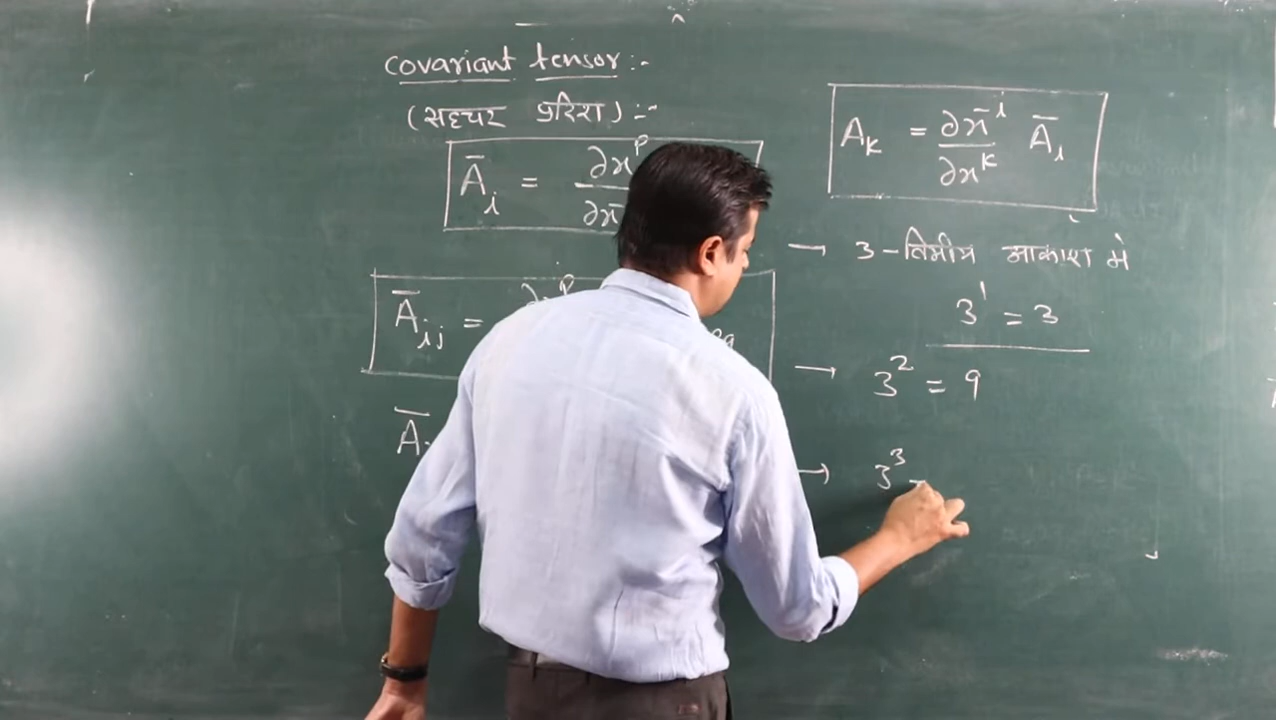 covariant tensor :-
(सहचर प्रदिश) :-
Ā_i = ∂x^p / ∂x̄
A_k = ∂x̄^i / ∂x^k Ā_i
→ 3-विमीय आकाश में
3^1 = 3
Ā_ij =
→ 3^2 = 9
Ā
→ 3^3 =